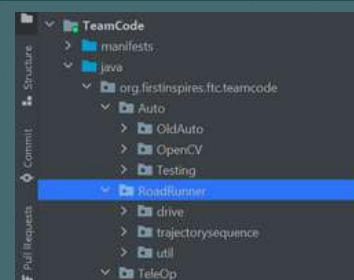 TeamCode
manifests
java
org.firstinspires.ftc.teamcode
Auto
OldAuto
OpenCV
Testing
RoadRunner
drive
trajectorysequence
util
TeleOp
Structure
Commit
Pull Requests